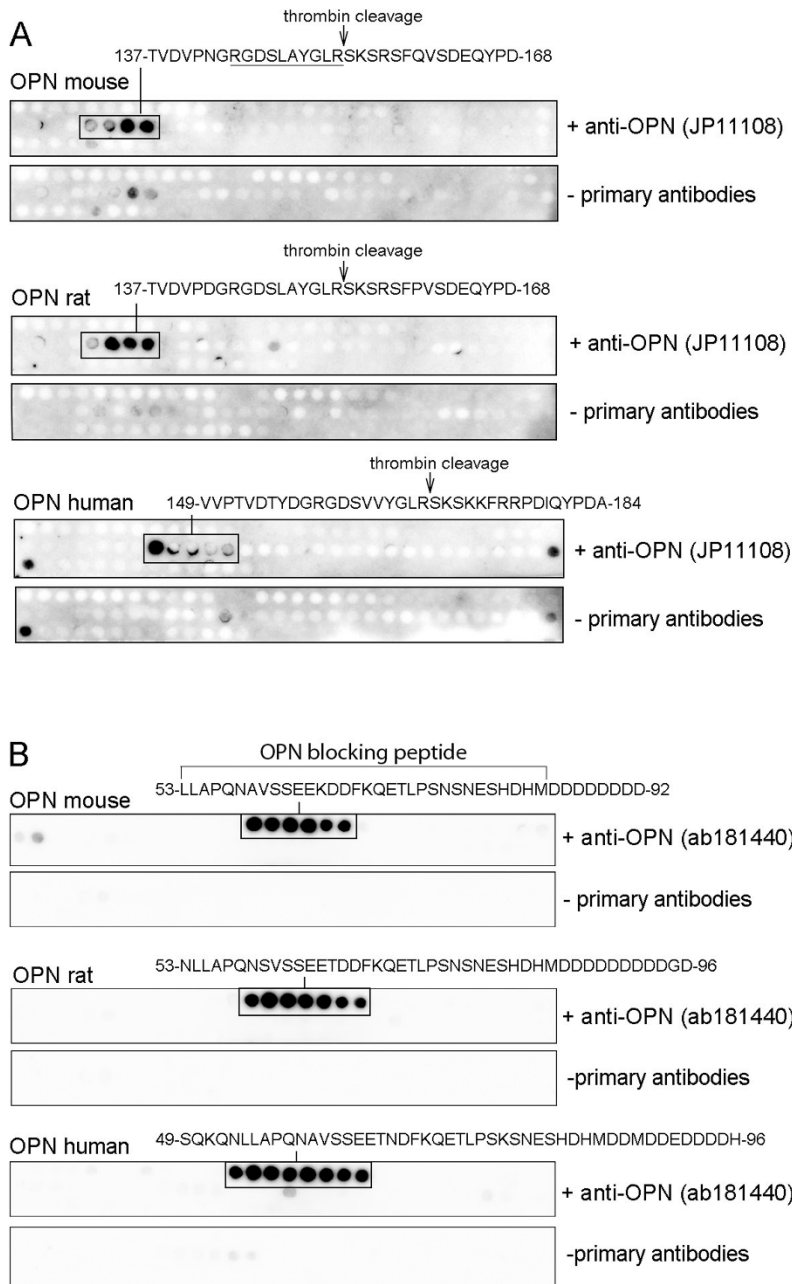 A
thrombin cleavage
137-TVDVPNGRGDSLAYGLRSKSRSFQVSDEQYPD-168
OPN mouse
+ anti-OPN (JP11108)
- primary antibodies
thrombin cleavage
137-TVDVPDGRGDSLAYGLRSKSRSFPVSDEQYPD-168
OPN rat
+ anti-OPN (JP11108)
- primary antibodies
thrombin cleavage
OPN human
149-VVPTVDTYDGRGDSVVYGLRSKSKKFRRPDIQYPDA-184
+ anti-OPN (JP11108)
- primary antibodies
B
OPN blocking peptide
53-LLAPQNAVSSEEKDDFKQETLPSNSNESHDHMDDDDDDDD-92
OPN mouse
+ anti-OPN (ab181440)
- primary antibodies
53-NLLAPQNSVSSEETDDFKQETLPSNSNESHDHMDDDDDDDDDGD-96
OPN rat
+ anti-OPN (ab181440)
-primary antibodies
49-SQKQNLLAPQNAVSSEETNDFKQETLPSKSNESHDHMDDMDDEDDDDH-96
OPN human
+ anti-OPN (ab181440)
-primary antibodies